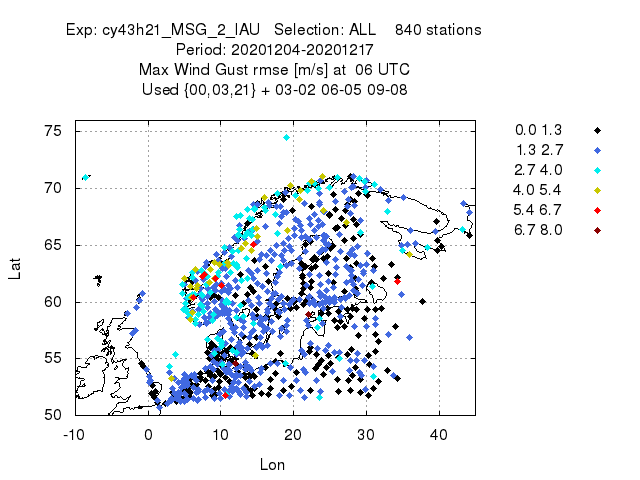 Exp: cy43h21_MSG_2_IAU   Selection: ALL    840 stations
Period: 20201204-20201217
Max Wind Gust rmse [m/s] at  06 UTC
Used {00,03,21} + 03-02 06-05 09-08
75
70
65
60
55
50
Lat
-10 0 10 20 30 40
Lon
0.0 1.3
1.3 2.7
2.7 4.0
4.0 5.4
5.4 6.7
6.7 8.0